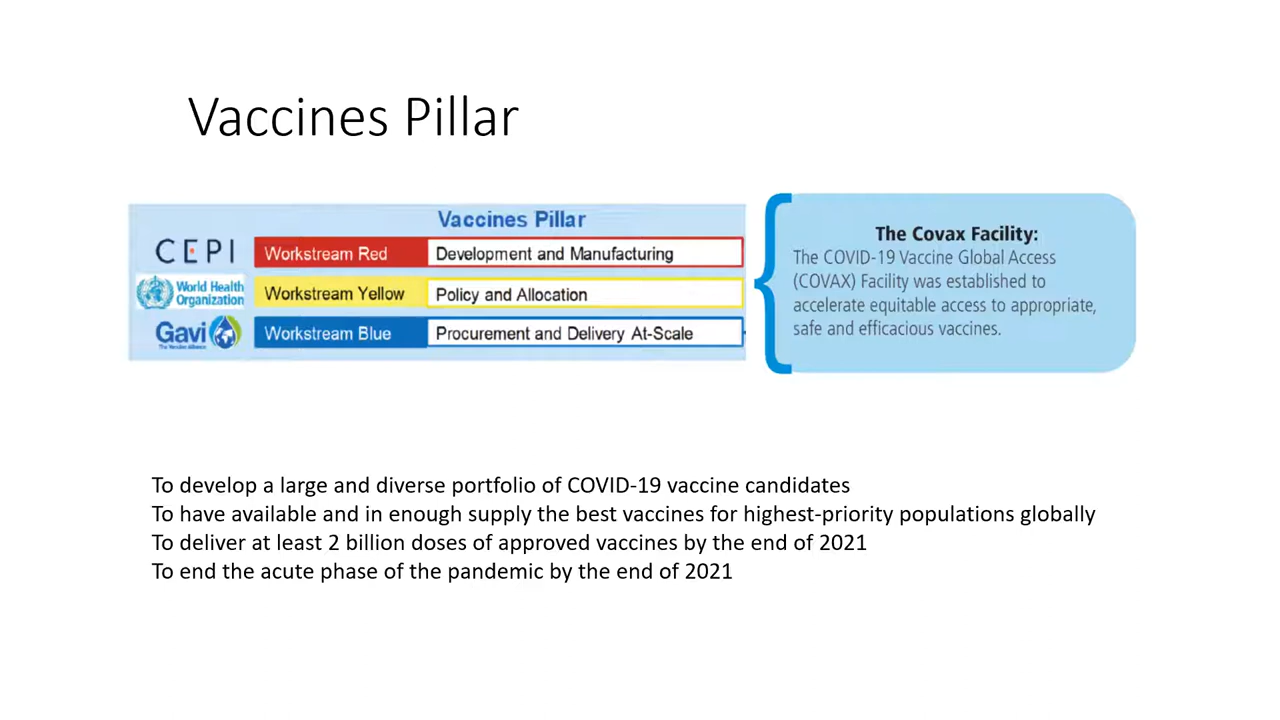 Vaccines Pillar
Vaccines Pillar
CEPI
Workstream Red
Development and Manufacturing
World Health
Organization
Workstream Yellow
Policy and Allocation
Gavi
The Vaccine Alliance
Workstream Blue
Procurement and Delivery At-Scale
The Covax Facility:
The COVID-19 Vaccine Global Access
(COVAX) Facility was established to
accelerate equitable access to appropriate,
safe and efficacious vaccines.
To develop a large and diverse portfolio of COVID-19 vaccine candidates
To have available and in enough supply the best vaccines for highest-priority populations globally
To deliver at least 2 billion doses of approved vaccines by the end of 2021
To end the acute phase of the pandemic by the end of 2021